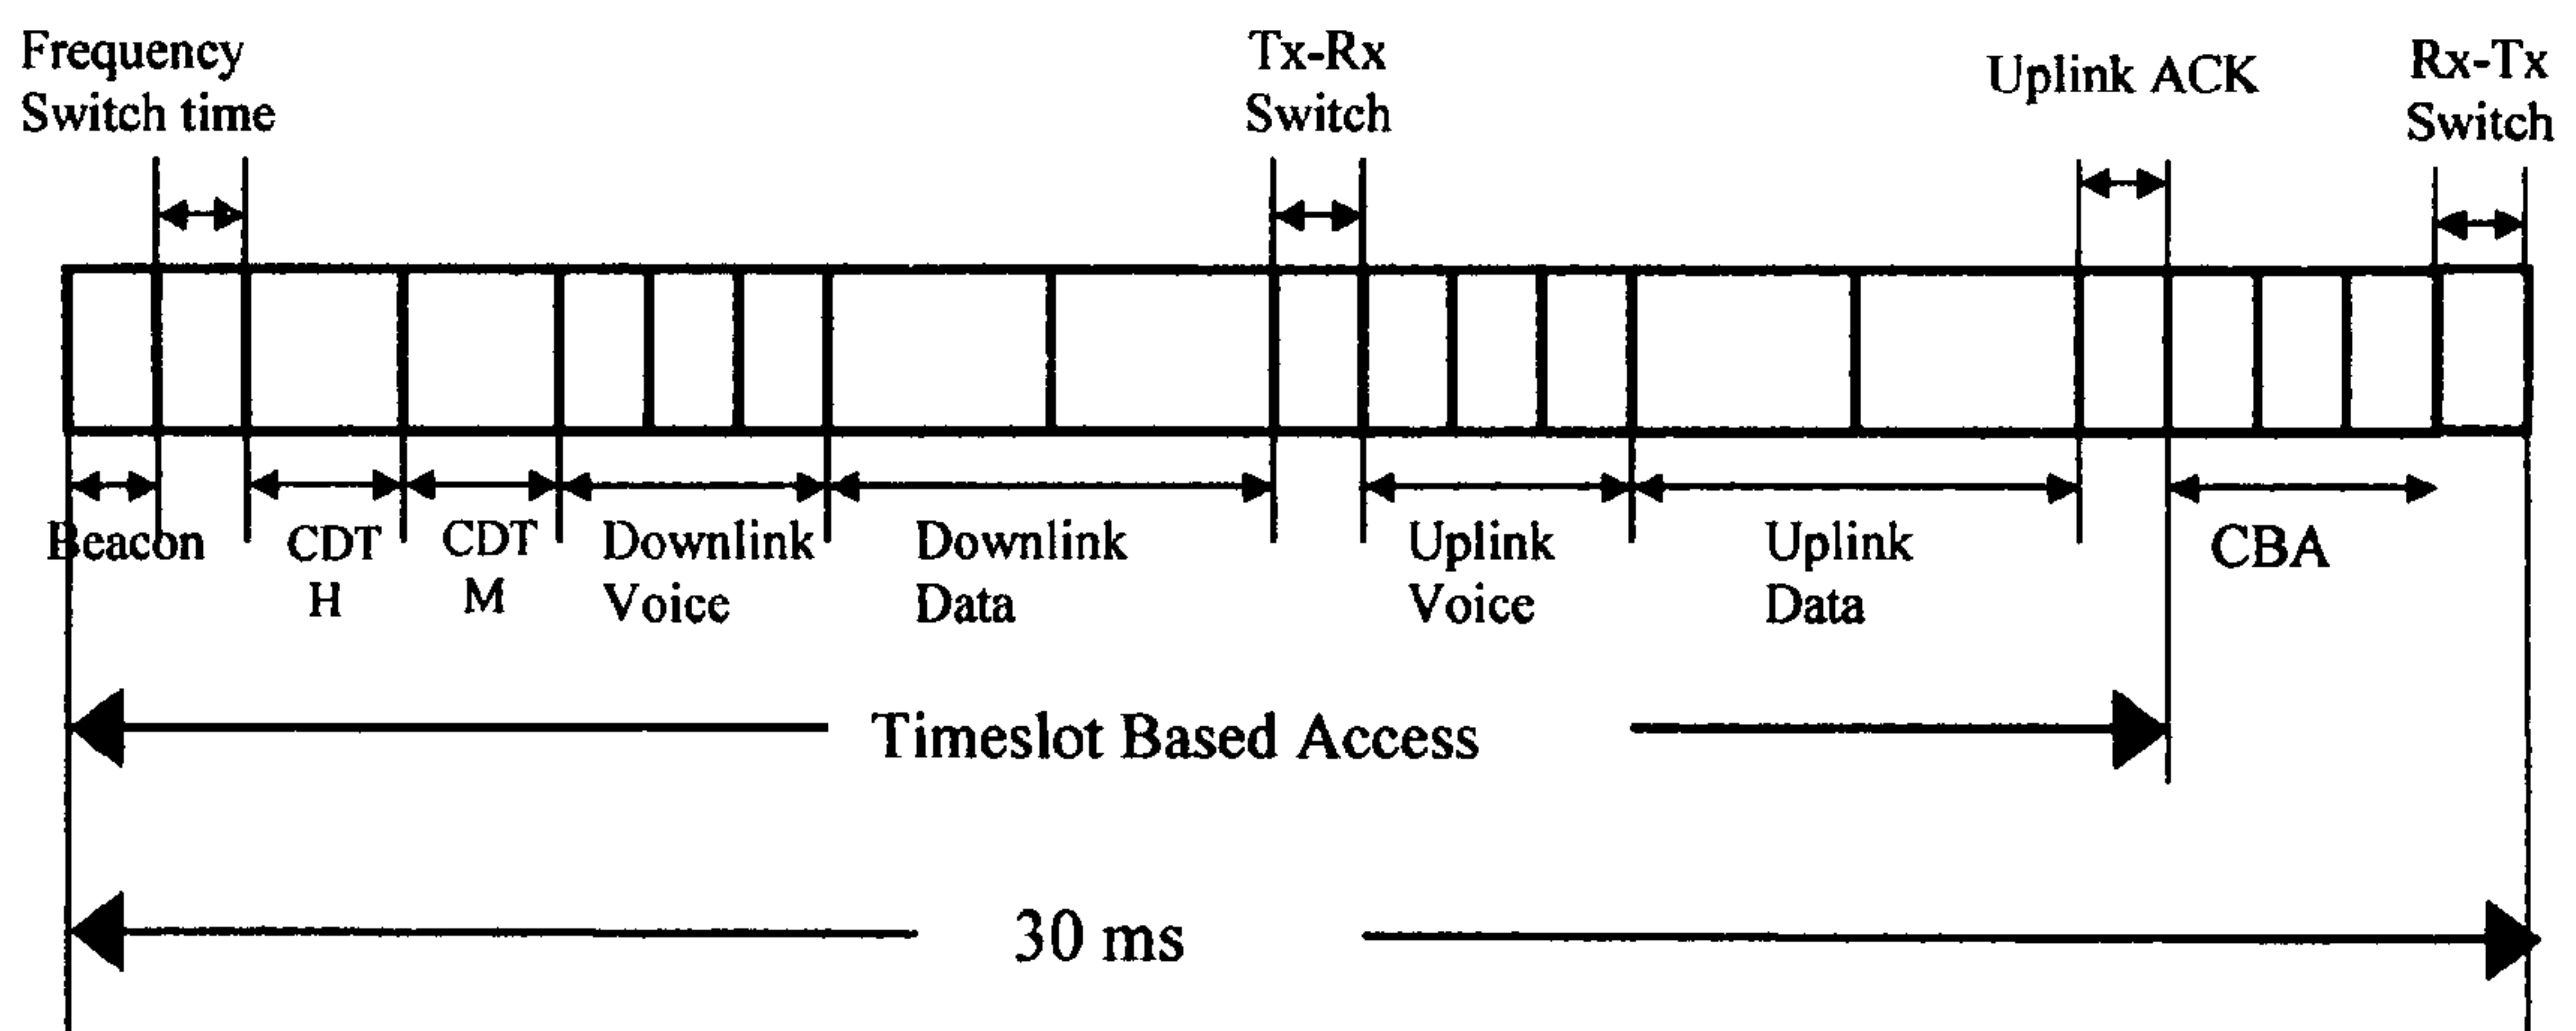 Frequency
Switch time
Tx-Rx
Switch
Uplink ACK
Rx-Tx
Switch
Beacon
CDT
H
CDT
M
Downlink
Voice
Downlink
Data
Uplink
Voice
Uplink
Data
CBA
Timeslot Based Access
30 ms